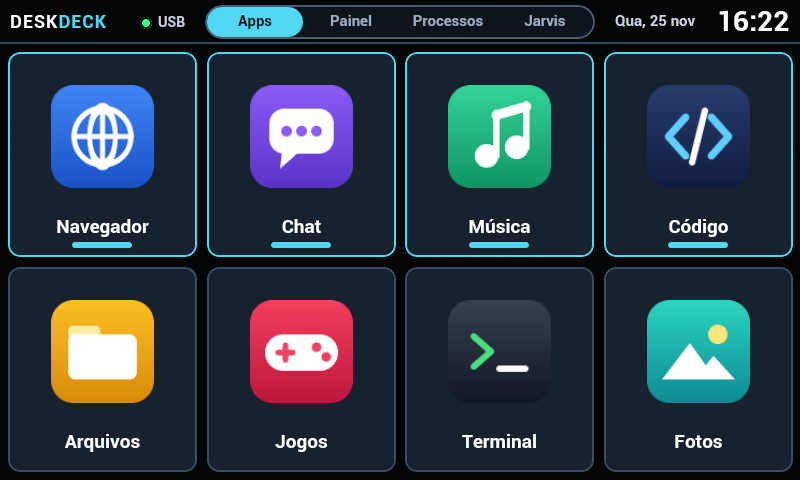 DESKDECK USB Apps Painel Processos Jarvis Qua, 25 nov 16:22
Navegador Chat Música Código
Arquivos Jogos Terminal Fotos